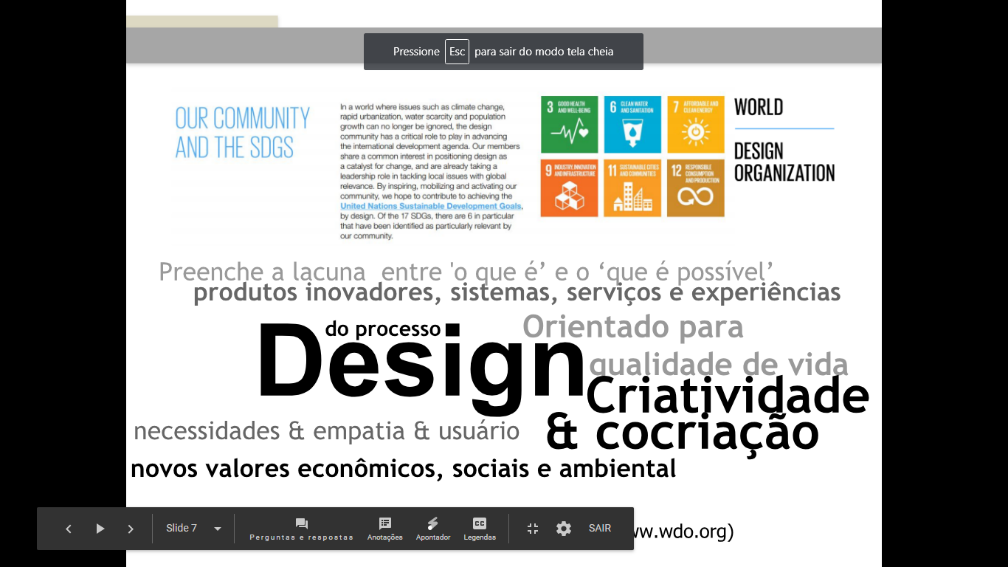 Pressione Esc para sair do modo tela cheia
OUR COMMUNITY
AND THE SDGS
In a world where issues such as climate change,
rapid urbanization, water scarcity and population
growth can no longer be ignored, the design
community has a critical role to play in advancing
the international development agenda. Our members
share a common interest in positioning design as
a catalyst for change, and are already taking a
leadership role in tackling local issues with global
relevance. By inspiring, mobilizing and activating our
community, we hope to contribute to achieving the
United Nations Sustainable Development Goals,
by design. Of the 17 SDGs, there are 6 in particular
that have been identified as particularly relevant by
our community.
3 GOOD HEALTH
AND WELL-BEING
6 CLEAN WATER
AND SANITATION
7 AFFORDABLE AND
CLEAN ENERGY
9 INDUSTRY, INNOVATION
AND INFRASTRUCTURE
11 SUSTAINABLE CITIES
AND COMMUNITIES
12 RESPONSIBLE
CONSUMPTION
AND PRODUCTION
WORLD
DESIGN
ORGANIZATION
Preenche a lacuna entre 'o que é’ e o ‘que é possível’
produtos inovadores, sistemas, serviços e experiências
do processo
Orientado para
Design
qualidade de vida
Criatividade
necessidades & empatia & usuário
& cocriação
novos valores econômicos, sociais e ambiental
ww.wdo.org)
Slide 7
Perguntas e respostas
Anotações
Apontador
CC
Legendas
SAIR